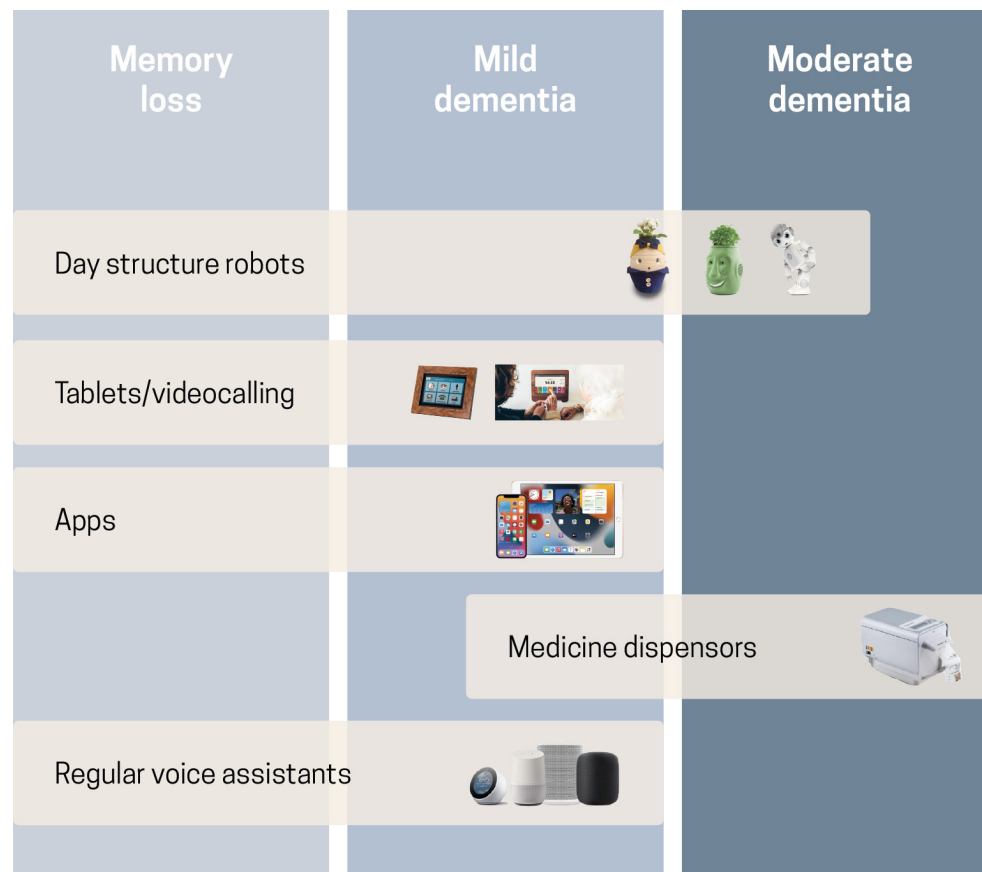 Memory
loss
Mild
dementia
Moderate
dementia
Day structure robots
Tablets/videocalling
Apps
Medicine dispensors
Regular voice assistants